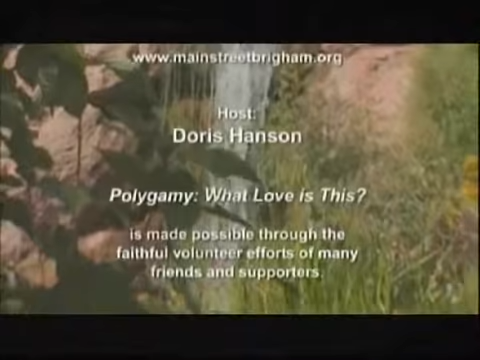 www.mainstreetbrigham.org
Host:
Doris Hanson
Polygamy: What Love is This?
is made possible through the
faithful volunteer efforts of many
friends and supporters.